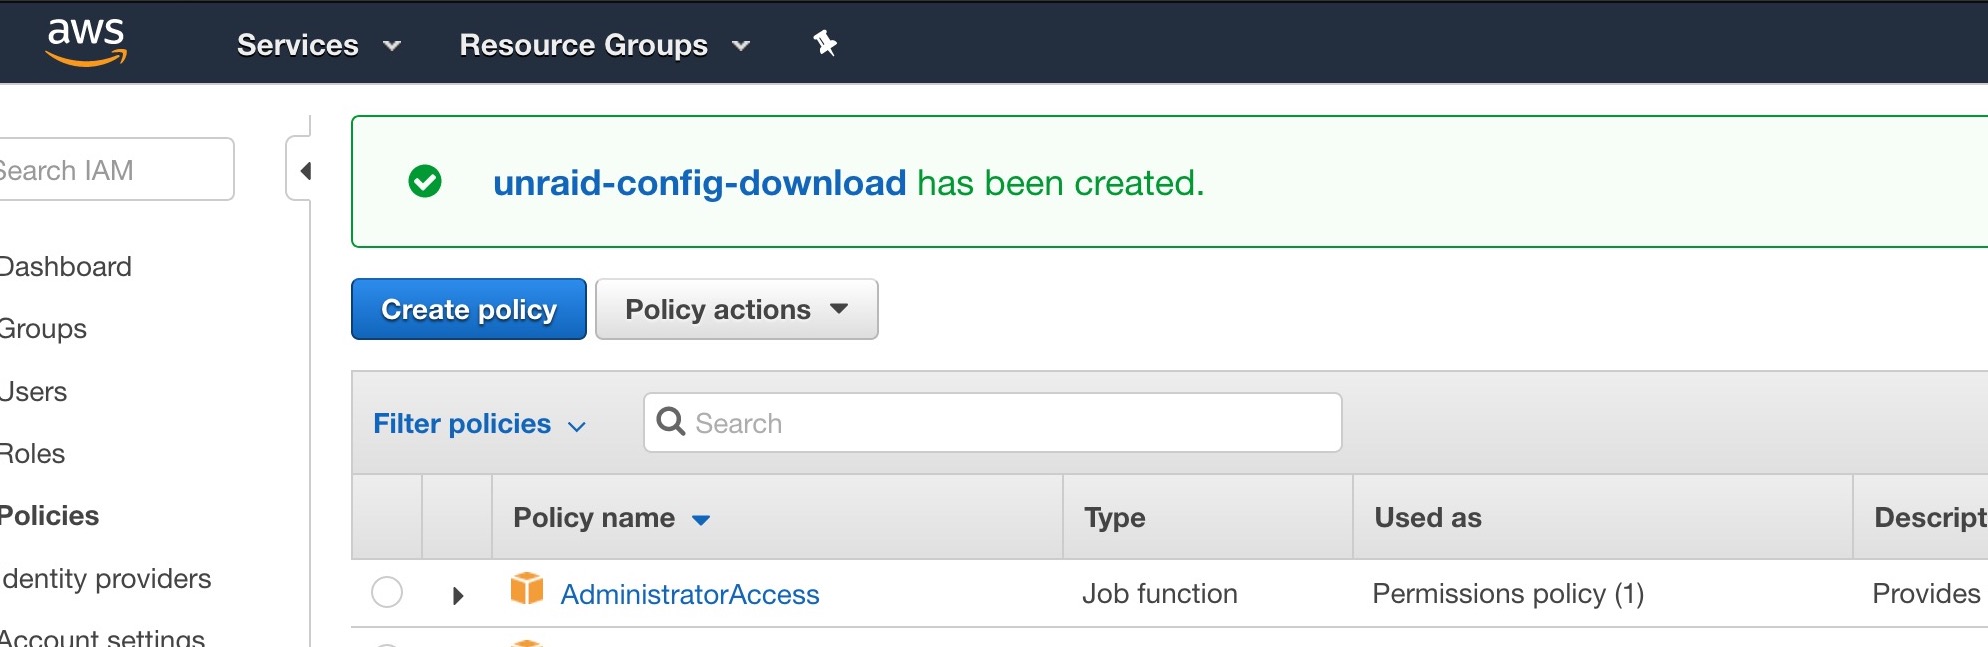 aws Services Resource Groups
Search IAM
unraid-config-download has been created.
Dashboard
Create policy Policy actions
Groups
Users
Filter policies Search
Roles
Policies
Policy name Type Used as Descript
Identity providers
AdministratorAccess Job function Permissions policy (1) Provides
Account settings